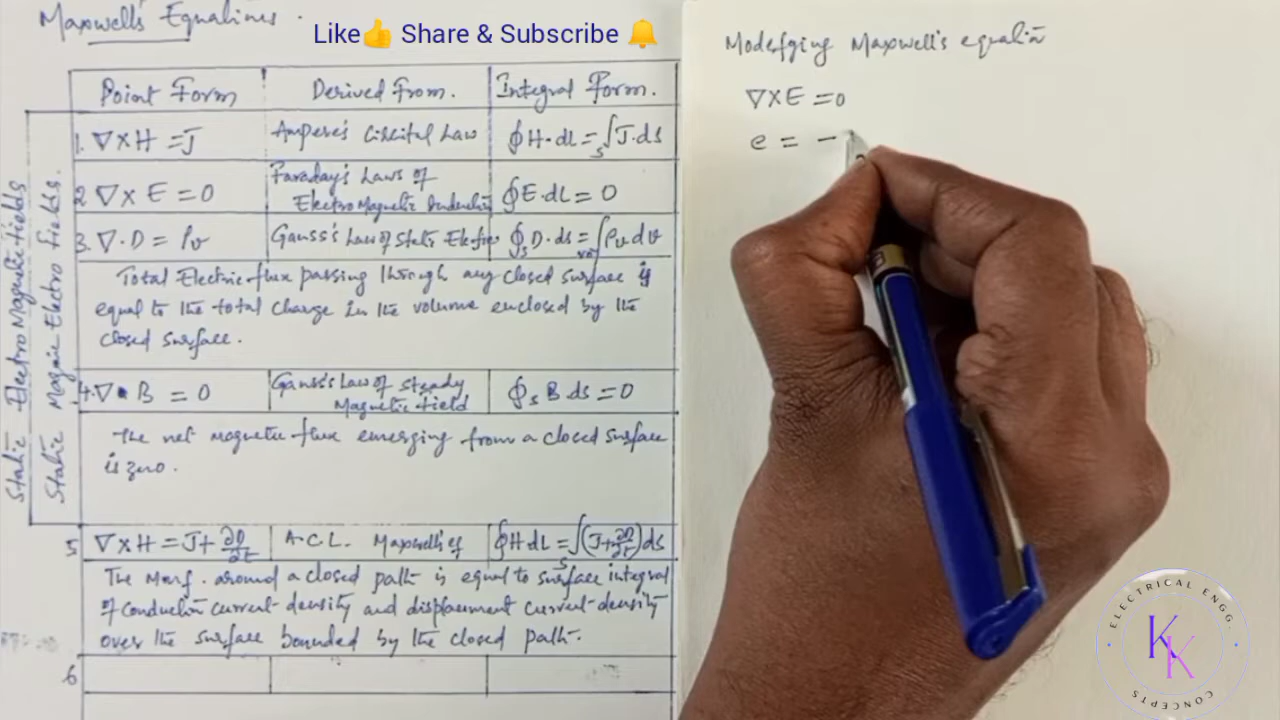 Maxwell's Equations.
Like👍 Share & Subscribe 🔔
Point Form
Derived From.
Integral Form.
1. ∇×H = J
Ampere's Circital Law
∮H·dL = ∫s J·ds
2 ∇×E = 0
Faraday's Laws of
Electro Magnetic Induction
∮E·dL = 0
3. ∇·D = ρv
Gauss's Law of Static Electric
∮s D·ds = ∫vol ρv dv
Total Electric flux passing through any closed surface is
equal to the total charge in the volume enclosed by the
closed surface.
4. ∇·B = 0
Gauss's Law of steady
Magnetic field
∮s B ds = 0
The net magnetic flux emerging from a closed surface
is zero.
Static Electro Magnetic fields
Static Magnetic Electro fields.
5 ∇×H = J + ∂D/∂t
A.C.L. Maxwell's eq
∮H dL = ∫s (J + ∂D/∂t) ds
The Mmf. around a closed path is equal to surface integral
of conduction current density and displacement current density
over the surface bounded by the closed path.
6
Modefying Maxwell's equation
∇×E = 0
e = -
ELECTRICAL ENGG.
KK
CONCEPTS